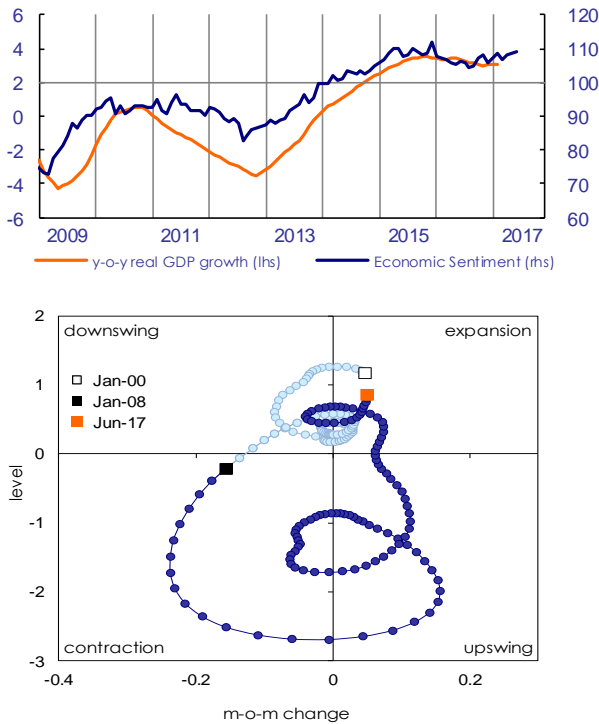 6 120
4 110
2 100
0 90
-2 80
-4 70
-6 60
2009 2011 2013 2015 2017
y-o-y real GDP growth (lhs) Economic Sentiment (rhs)
2
downswing expansion
Jan-00
1
Jan-08
Jun-17
0
level
-1
-2
contraction upswing
-3
-0.4 -0.2 0 0.2
m-o-m change